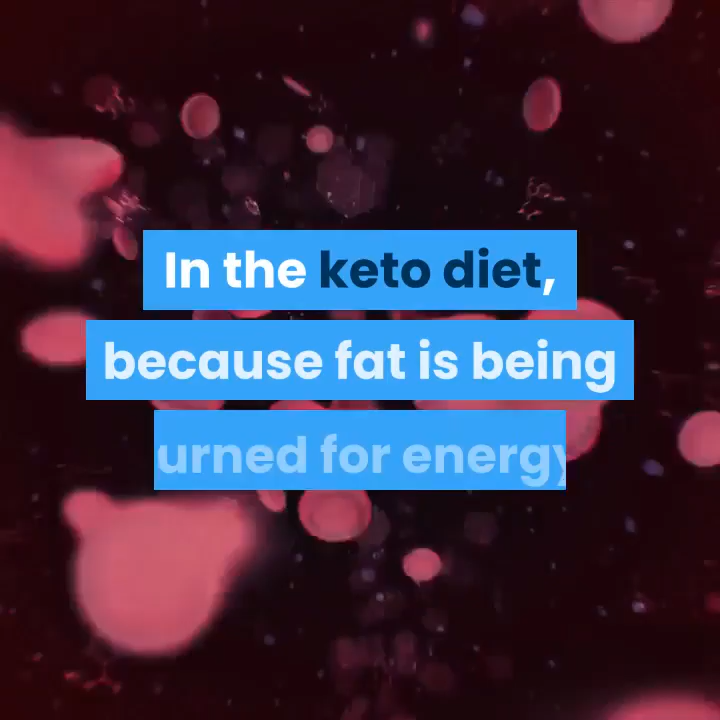 In the keto diet,
because fat is being
urned for energy